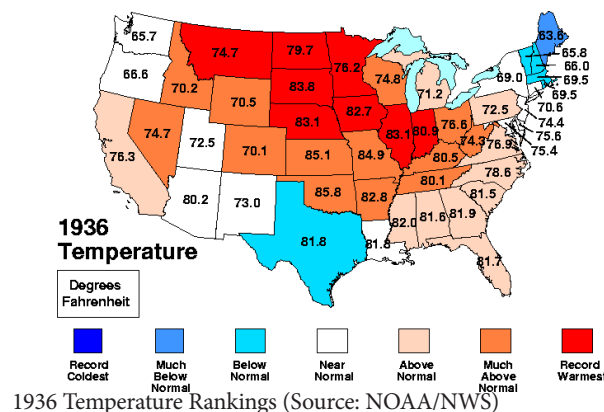 65.7
74.7
79.7
76.2
63.6
65.8
66.0
69.5
69.5
70.6
74.4
75.6
75.4
66.6
70.2
83.8
74.8
71.2
69.0
70.5
82.7
72.5
76.3
74.7
72.5
70.1
83.1
83.1
80.9
76.6
74.3
76.9
85.1
84.9
80.5
78.6
80.2
73.0
85.8
82.8
80.1
81.5
81.8
81.8
82.0
81.6
81.9
81.7
1936
Temperature
Degrees
Fahrenheit
Record
Coldest
Much
Below
Normal
Below
Normal
Near
Normal
Above
Normal
Much
Above
Normal
Record
Warmest
1936 Temperature Rankings (Source: NOAA/NWS)